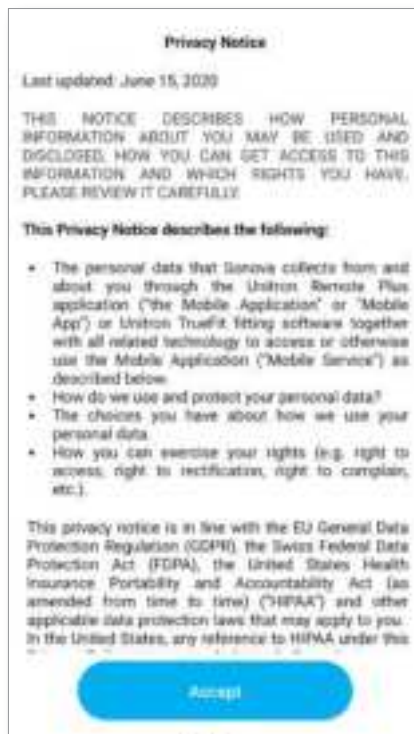 Privacy Notice
Last updated: June 15, 2020
THIS NOTICE DESCRIBES HOW PERSONAL
INFORMATION ABOUT YOU MAY BE USED AND
DISCLOSED, HOW YOU CAN GET ACCESS TO THIS
INFORMATION AND WHICH RIGHTS YOU HAVE.
PLEASE REVIEW IT CAREFULLY.
This Privacy Notice describes the following:
• The personal data that Sonova collects from and
about you through the Unitron Remote Plus
application ("the Mobile Application" or "Mobile
App") or Unitron TrueFit fitting software together
with all related technology to access or otherwise
use the Mobile Application ("Mobile Service") as
described below.
• How do we use and protect your personal data?
• The choices you have about how we use your
personal data.
• How you can exercise your rights (e.g. right to
access, right to rectification, right to complain,
etc.).
This privacy notice is in line with the EU General Data
Protection Regulation (GDPR), the Swiss Federal Data
Protection Act (FDPA), the United States Health
Insurance Portability and Accountability Act (as
amended from time to time) ("HIPAA") and other
applicable data protection laws that may apply to you.
In the United States, any reference to HIPAA under this
Accept